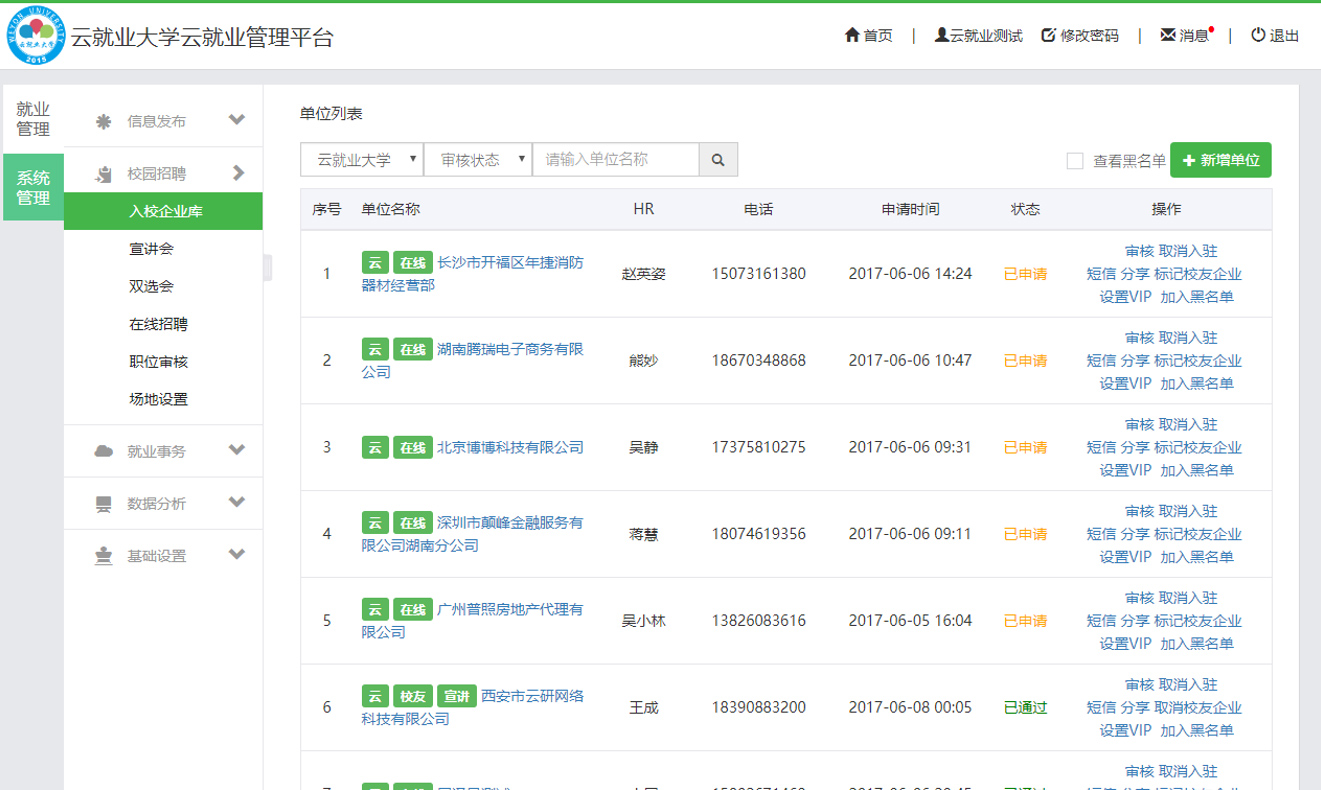 云就业大学云就业管理平台
首页 | 云就业测试 修改密码 | 消息 | 退出
就业
管理
系统
管理
信息发布
校园招聘
入校企业库
宣讲会
双选会
在线招聘
职位审核
场地设置
就业事务
数据分析
基础设置
单位列表
云就业大学 审核状态 请输入单位名称 查看黑名单 新增单位
序号 单位名称 HR 电话 申请时间 状态 操作
1 云 在线 长沙市开福区年捷消防
器材经营部 赵英姿 15073161380 2017-06-06 14:24 已申请
审核 取消入驻
短信 分享 标记校友企业
设置VIP 加入黑名单
2 云 在线 湖南腾瑞电子商务有限
公司 熊妙 18670348868 2017-06-06 10:47 已申请
审核 取消入驻
短信 分享 标记校友企业
设置VIP 加入黑名单
3 云 在线 北京博博科技有限公司 吴静 17375810275 2017-06-06 09:31 已申请
审核 取消入驻
短信 分享 标记校友企业
设置VIP 加入黑名单
4 云 在线 深圳市颠峰金融服务有
限公司湖南分公司 蒋慧 18074619356 2017-06-06 09:11 已申请
审核 取消入驻
短信 分享 标记校友企业
设置VIP 加入黑名单
5 云 在线 广州普照房地产代理有
限公司 吴小林 13826083616 2017-06-05 16:04 已申请
审核 取消入驻
短信 分享 标记校友企业
设置VIP 加入黑名单
6 云 校友 宣讲 西安市云研网络
科技有限公司 王成 18390883200 2017-06-08 00:05 已通过
审核 取消入驻
短信 分享 取消校友企业
设置VIP 加入黑名单
审核 取消入驻